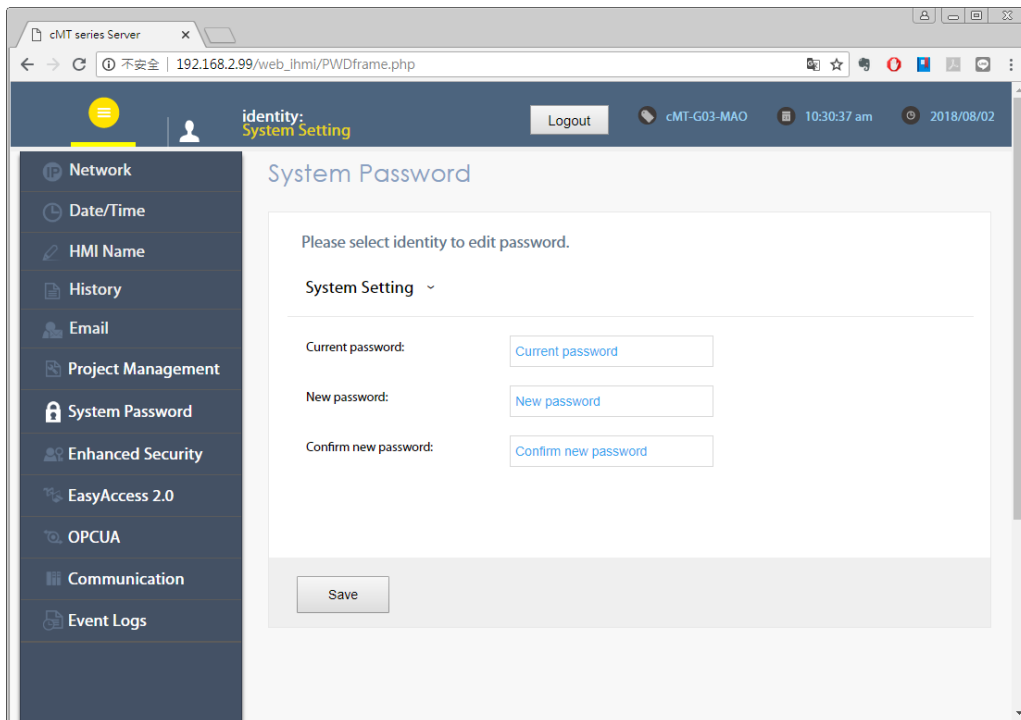 cMT series Server
不安全 192.168.2.99/web_ihmi/PWDframe.php
identity:
System Setting
Logout
cMT-G03-MAO
10:30:37 am
2018/08/02
Network
Date/Time
HMI Name
History
Email
Project Management
System Password
Enhanced Security
EasyAccess 2.0
OPCUA
Communication
Event Logs
System Password
Please select identity to edit password.
System Setting
Current password: Current password
New password: New password
Confirm new password: Confirm new password
Save